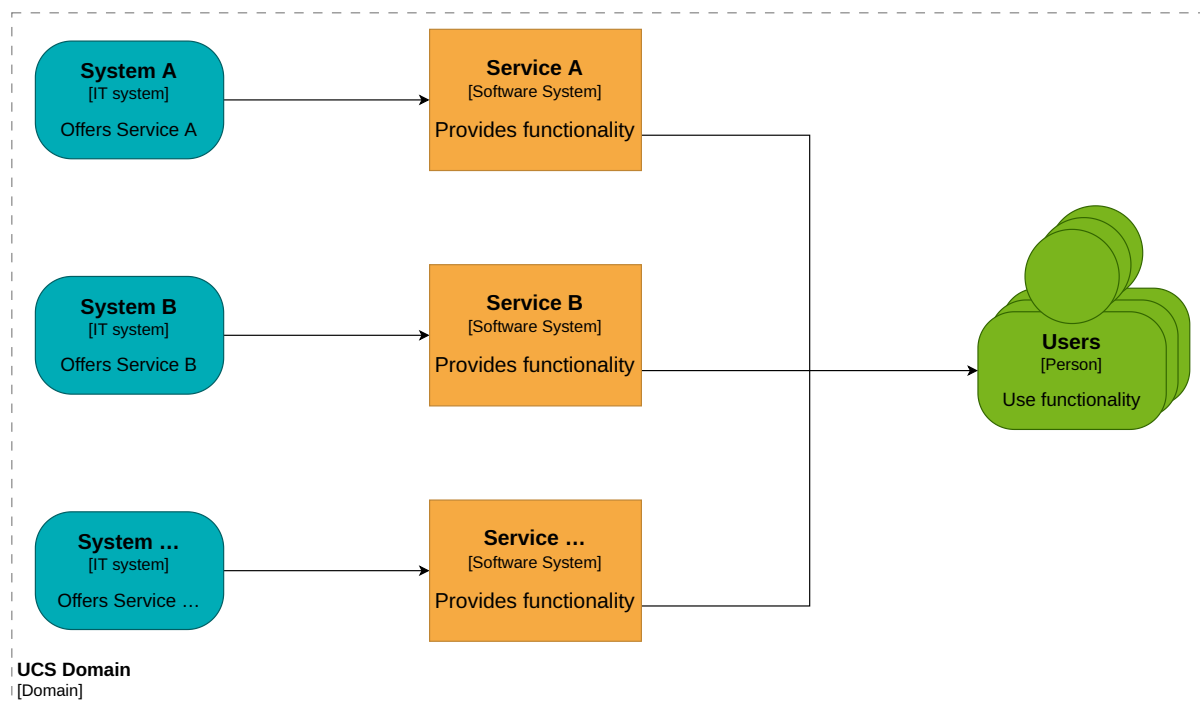 System A
[IT system]
Offers Service A
Service A
[Software System]
Provides functionality
System B
[IT system]
Offers Service B
Service B
[Software System]
Provides functionality
Users
[Person]
Use functionality
System …
[IT system]
Offers Service …
Service …
[Software System]
Provides functionality
UCS Domain
[Domain]